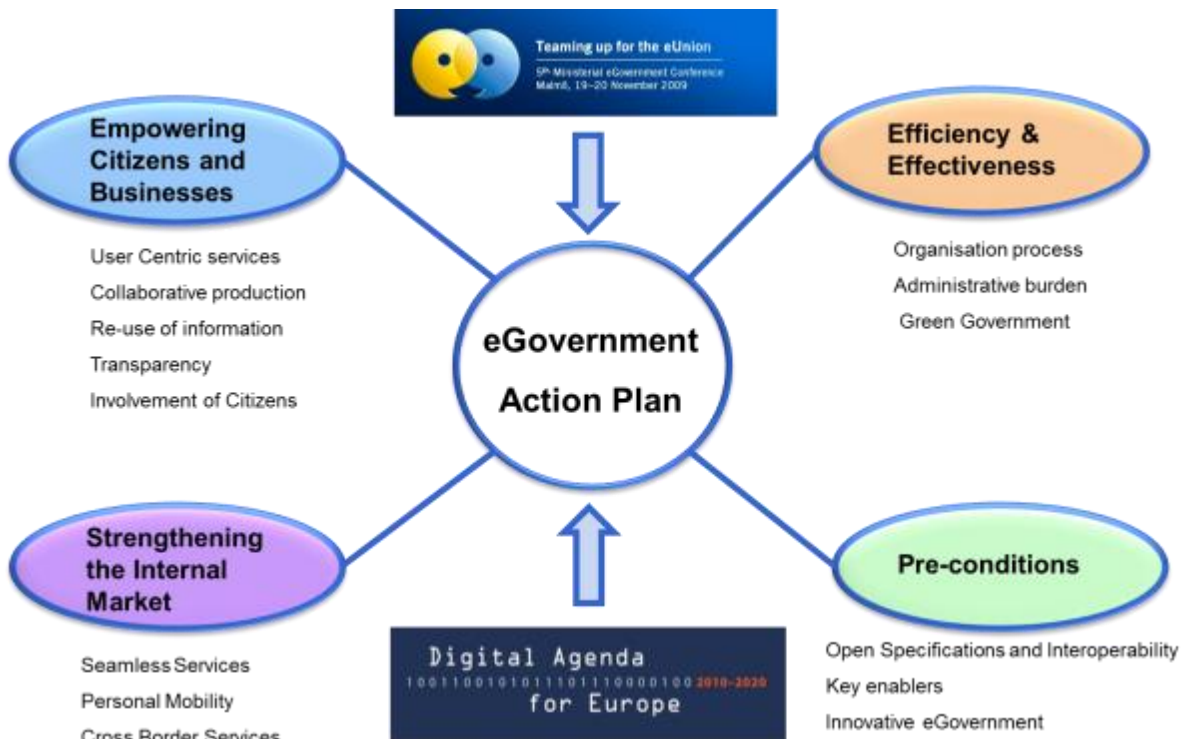 Teaming up for the eUnion
5th Ministerial eGovernment Conference
Malmö, 19–20 November 2009
Empowering
Citizens and
Businesses
User Centric services
Collaborative production
Re-use of information
Transparency
Involvement of Citizens
Efficiency &
Effectiveness
Organisation process
Administrative burden
Green Government
eGovernment
Action Plan
Strengthening
the Internal
Market
Seamless Services
Personal Mobility
Cross Border Services
Digital Agenda
2010-2020
for Europe
Pre-conditions
Open Specifications and Interoperability
Key enablers
Innovative eGovernment